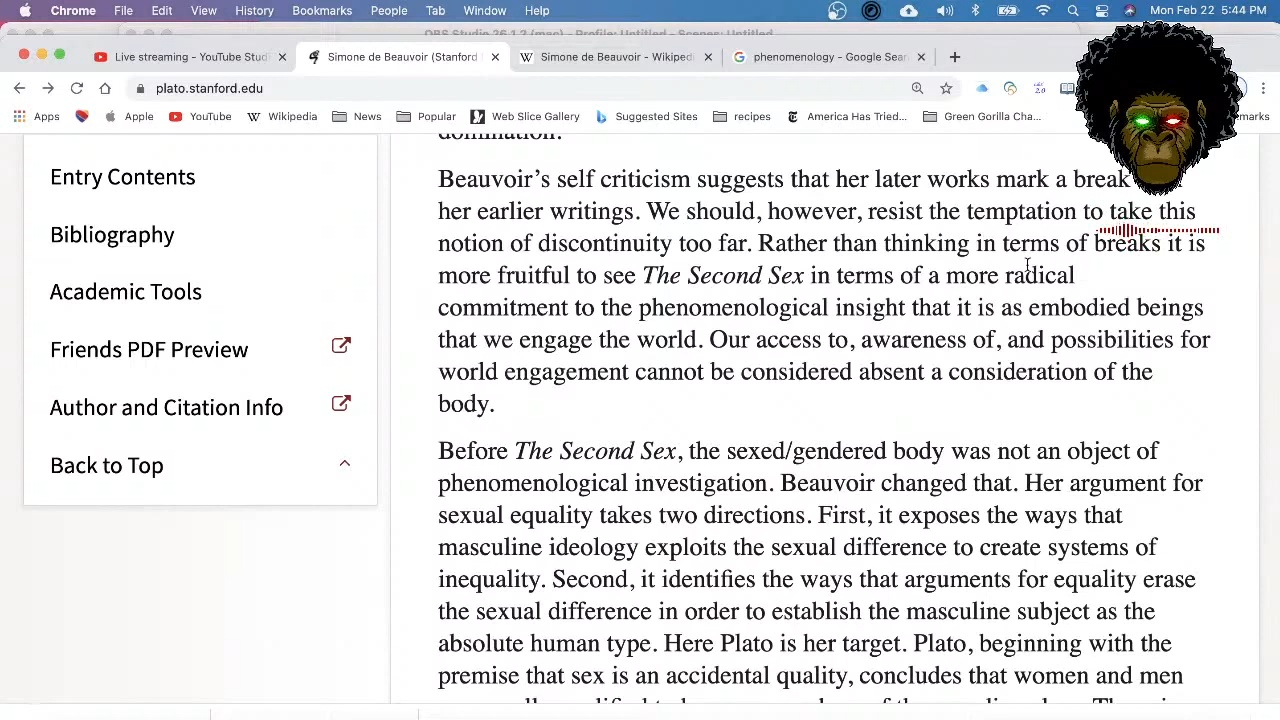 Chrome File Edit View History Bookmarks People Tab Window Help Mon Feb 22 5:44 PM
OBS Studio 26.1.2 (mac) - Profile: Untitled - Scenes: Untitled
Live streaming - YouTube Studi Simone de Beauvoir (Stanford Simone de Beauvoir - Wikiped phenomenology - Google Sear
plato.stanford.edu
Apps Apple YouTube Wikipedia News Popular Web Slice Gallery Suggested Sites recipes America Has Tried... Green Gorilla Cha...
domination.
Entry Contents
Bibliography
Academic Tools
Friends PDF Preview
Author and Citation Info
Back to Top
Beauvoir’s self criticism suggests that her later works mark a break
her earlier writings. We should, however, resist the temptation to take this
notion of discontinuity too far. Rather than thinking in terms of breaks it is
more fruitful to see The Second Sex in terms of a more radical
commitment to the phenomenological insight that it is as embodied beings
that we engage the world. Our access to, awareness of, and possibilities for
world engagement cannot be considered absent a consideration of the
body.
Before The Second Sex, the sexed/gendered body was not an object of
phenomenological investigation. Beauvoir changed that. Her argument for
sexual equality takes two directions. First, it exposes the ways that
masculine ideology exploits the sexual difference to create systems of
inequality. Second, it identifies the ways that arguments for equality erase
the sexual difference in order to establish the masculine subject as the
absolute human type. Here Plato is her target. Plato, beginning with the
premise that sex is an accidental quality, concludes that women and men